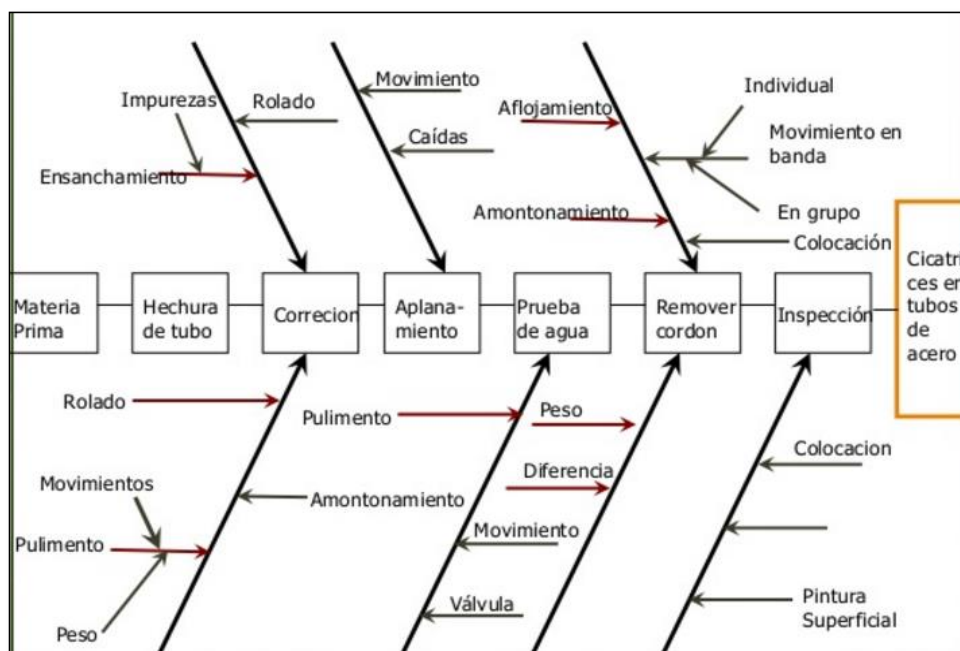 Movimiento
Individual
Impurezas
Rolado
Aflojamiento
Caídas
Movimiento en
banda
Ensanchamiento
Amontonamiento
En grupo
Colocación
Materia
Prima
Hechura
de tubo
Correcion
Aplana-
miento
Prueba
de agua
Remover
cordon
Inspección
Cicatri
ces en
tubos
de
acero
Rolado
Pulimento
Peso
Colocacion
Diferencia
Movimientos
Amontonamiento
Movimiento
Pulimento
Válvula
Pintura
Superficial
Peso